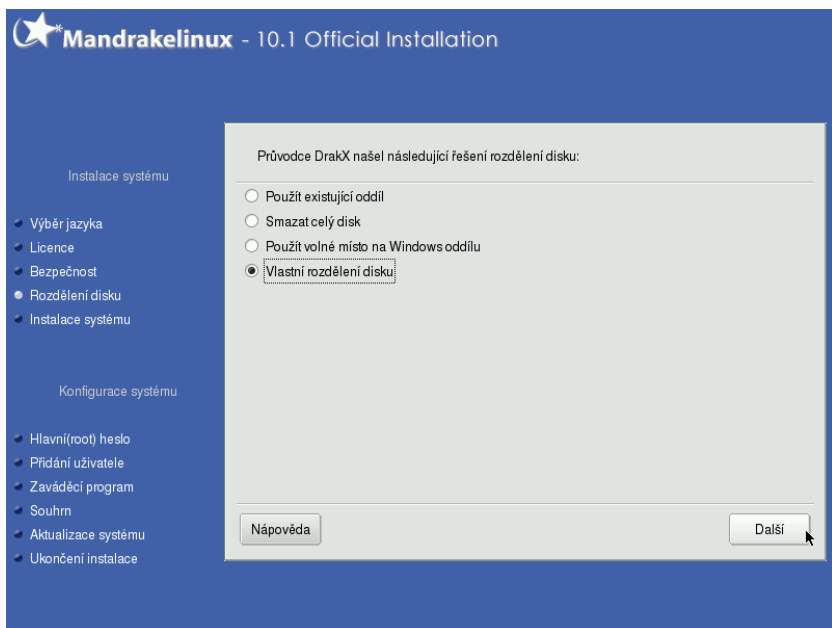 Mandrakelinux - 10.1 Official Installation
Instalace systému
Výběr jazyka
Licence
Bezpečnost
Rozdělení disku
Instalace systému
Konfigurace systému
Hlavní(root) heslo
Přidání uživatele
Zaváděcí program
Souhrn
Aktualizace systému
Ukončení instalace
Průvodce DrakX našel následující řešení rozdělení disku:
Použít existující oddíl
Smazat celý disk
Použít volné místo na Windows oddílu
Vlastní rozdělení disku
Nápověda
Další